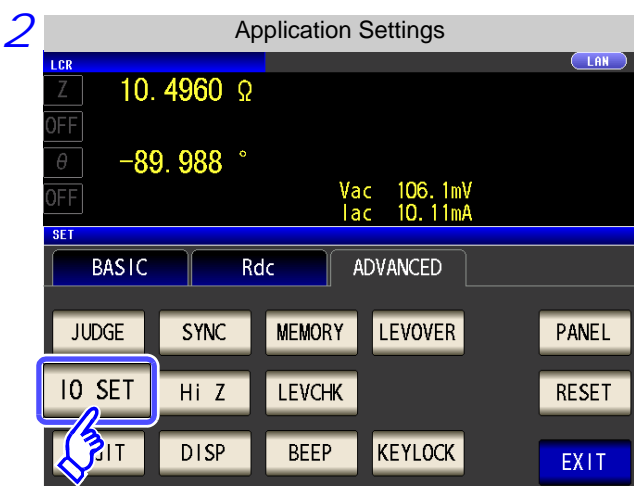 2
Application Settings
LCR
LAN
Z 10.4960 Ω
OFF
θ -89.988 °
OFF
Vac 106.1mV
Iac 10.11mA
SET
BASIC Rdc ADVANCED
JUDGE SYNC MEMORY LEVOVER PANEL
IO SET Hi Z LEVCHK RESET
IT DISP BEEP KEYLOCK EXIT